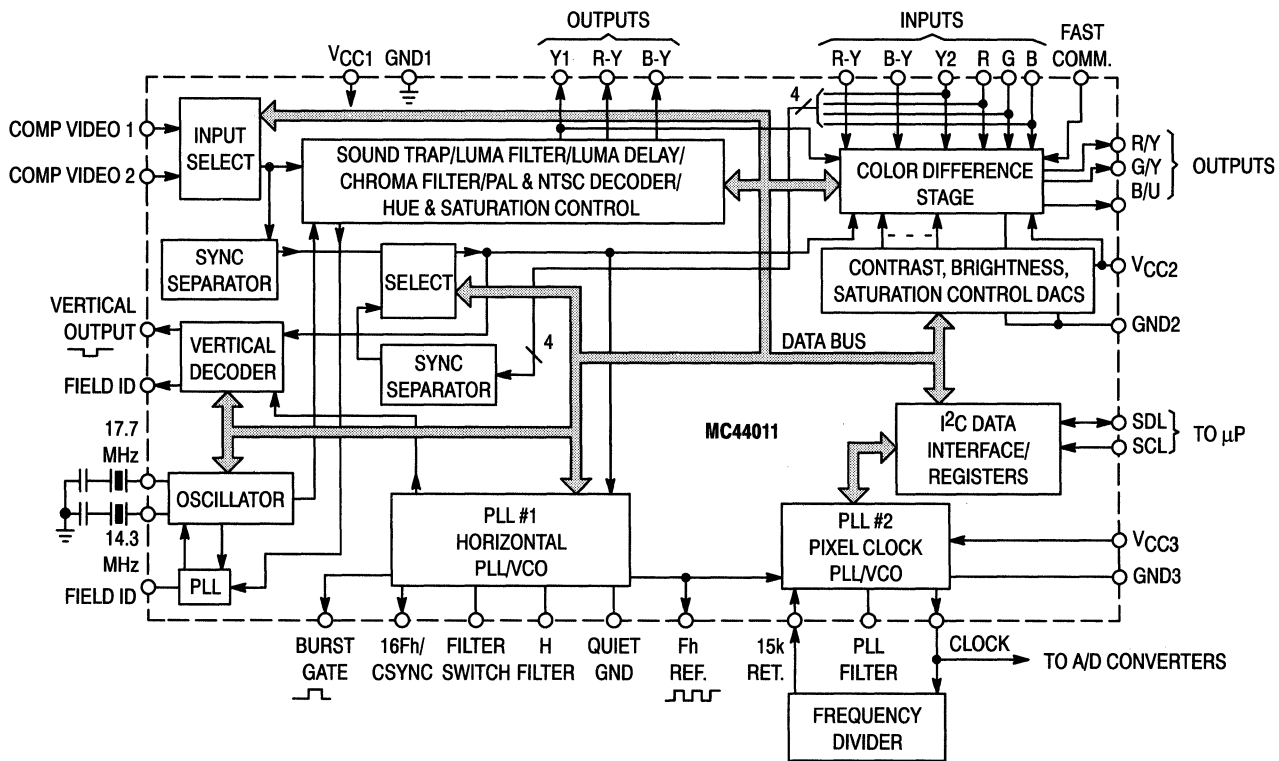 OUTPUTS
INPUTS
VCC1 GND1 Y1 R-Y B-Y
R-Y B-Y Y2 R G B
FAST
COMM.
4
COMP VIDEO 1
COMP VIDEO 2
INPUT
SELECT
SOUND TRAP/LUMA FILTER/LUMA DELAY/
CHROMA FILTER/PAL & NTSC DECODER/
HUE & SATURATION CONTROL
COLOR DIFFERENCE
STAGE
R/Y
G/Y
B/U
OUTPUTS
SYNC
SEPARATOR
SELECT
CONTRAST, BRIGHTNESS,
SATURATION CONTROL DACS
VCC2
GND2
VERTICAL
OUTPUT
FIELD ID
VERTICAL
DECODER
SYNC
SEPARATOR
4
DATA BUS
MC44011
I2C DATA
INTERFACE/
REGISTERS
SDL
SCL
TO µP
17.7
MHz
14.3
MHz
OSCILLATOR
PLL
FIELD ID
PLL #1
HORIZONTAL
PLL/VCO
PLL #2
PIXEL CLOCK
PLL/VCO
VCC3
GND3
BURST
GATE
16Fh/
CSYNC
FILTER
SWITCH
H
FILTER
QUIET
GND
Fh
REF.
15k
RET.
PLL
FILTER
CLOCK
TO A/D CONVERTERS
FREQUENCY
DIVIDER